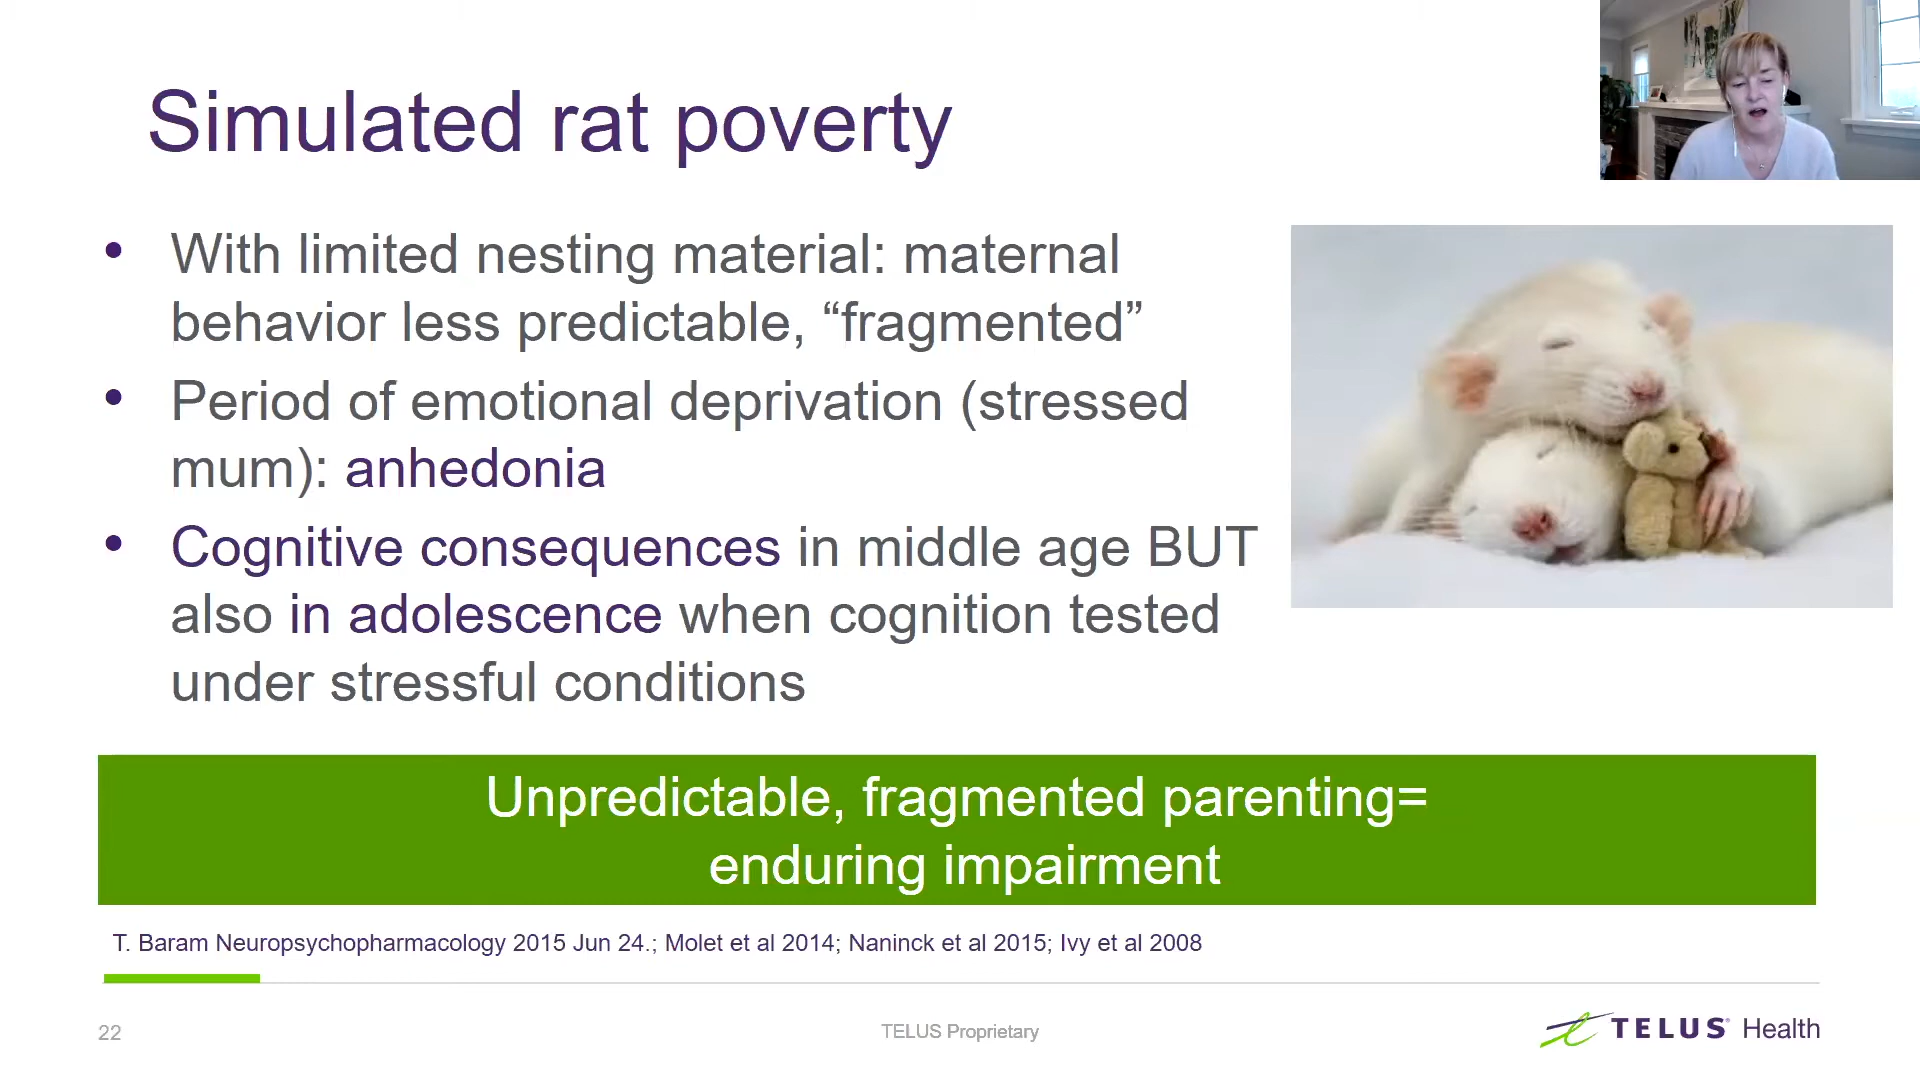 Simulated rat poverty
• With limited nesting material: maternal
behavior less predictable, “fragmented”
• Period of emotional deprivation (stressed
mum): anhedonia
• Cognitive consequences in middle age BUT
also in adolescence when cognition tested
under stressful conditions
Unpredictable, fragmented parenting=
enduring impairment
T. Baram Neuropsychopharmacology 2015 Jun 24.; Molet et al 2014; Naninck et al 2015; Ivy et al 2008
22
TELUS Proprietary
TELUS® Health